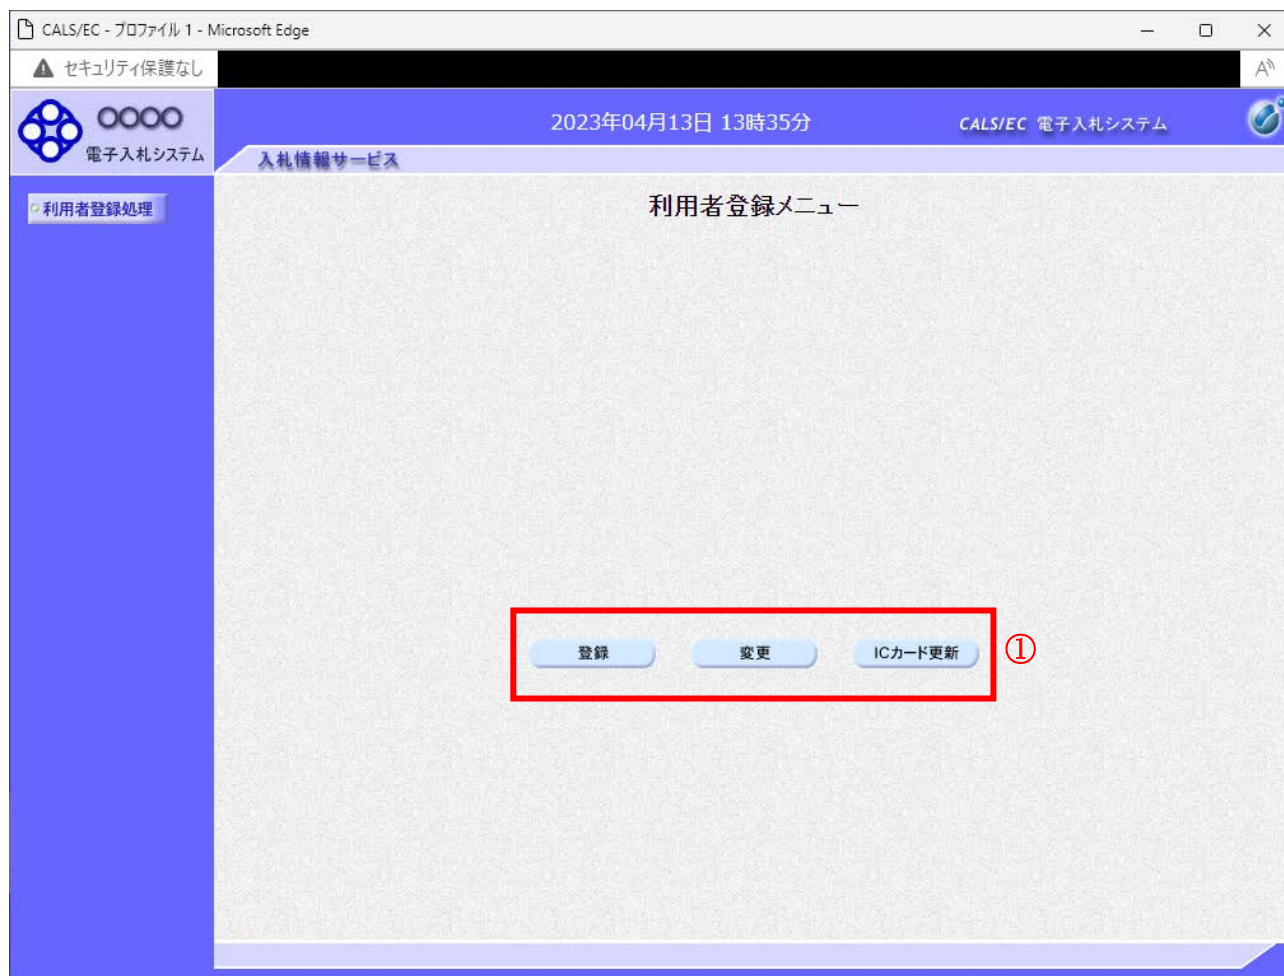 CALS/EC - プロファイル 1 - Microsoft Edge
セキュリティ保護なし
A
○○○○
電子入札システム
2023年04月13日 13時35分
CALS/EC 電子入札システム
入札情報サービス
利用者登録処理
利用者登録メニュー
登録 変更 ICカード更新 ①